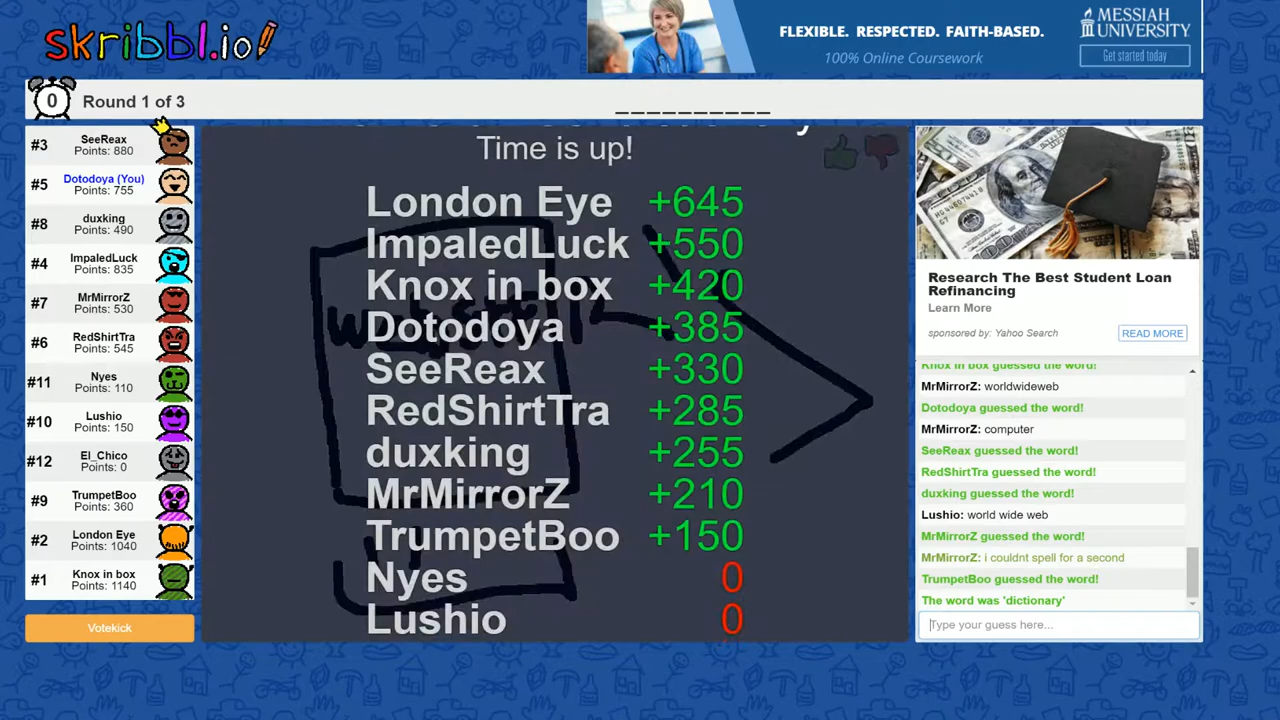 skribbl.io
FLEXIBLE. RESPECTED. FAITH-BASED.
100% Online Coursework
MESSIAH
UNIVERSITY
Get started today
0
Round 1 of 3
__________
#3
SeeReax
Points: 880
#5
Dotodoya (You)
Points: 755
#8
duxking
Points: 490
#4
ImpaledLuck
Points: 835
#7
MrMirrorZ
Points: 530
#6
RedShirtTra
Points: 545
#11
Nyes
Points: 110
#10
Lushio
Points: 150
#12
El_Chico
Points: 0
#9
TrumpetBoo
Points: 360
#2
London Eye
Points: 1040
#1
Knox in box
Points: 1140
Votekick
Time is up!
London Eye +645
ImpaledLuck +550
Knox in box +420
Dotodoya +385
SeeReax +330
RedShirtTra +285
duxking +255
MrMirrorZ +210
TrumpetBoo +150
Nyes 0
Lushio 0
Research The Best Student Loan
Refinancing
Learn More
sponsored by: Yahoo Search
READ MORE
Knox in box guessed the word!
MrMirrorZ: worldwideweb
Dotodoya guessed the word!
MrMirrorZ: computer
SeeReax guessed the word!
RedShirtTra guessed the word!
duxking guessed the word!
Lushio: world wide web
MrMirrorZ guessed the word!
MrMirrorZ: i couldnt spell for a second
TrumpetBoo guessed the word!
The word was 'dictionary'
Type your guess here...